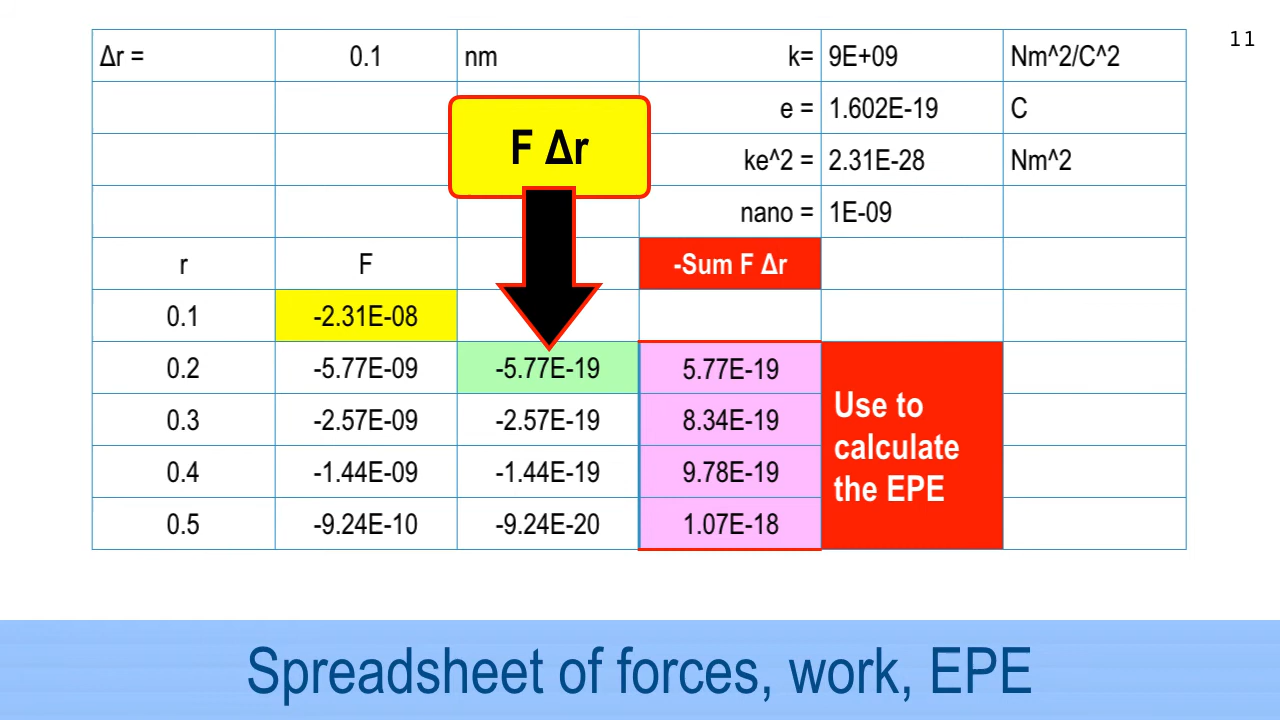 11
Δr = 0.1 nm k= 9E+09 Nm^2/C^2
e = 1.602E-19 C
F Δr
ke^2 = 2.31E-28 Nm^2
nano = 1E-09
r F -Sum F Δr
0.1 -2.31E-08
0.2 -5.77E-09 -5.77E-19 5.77E-19
0.3 -2.57E-09 -2.57E-19 8.34E-19
0.4 -1.44E-09 -1.44E-19 9.78E-19
0.5 -9.24E-10 -9.24E-20 1.07E-18
Use to
calculate
the EPE
Spreadsheet of forces, work, EPE